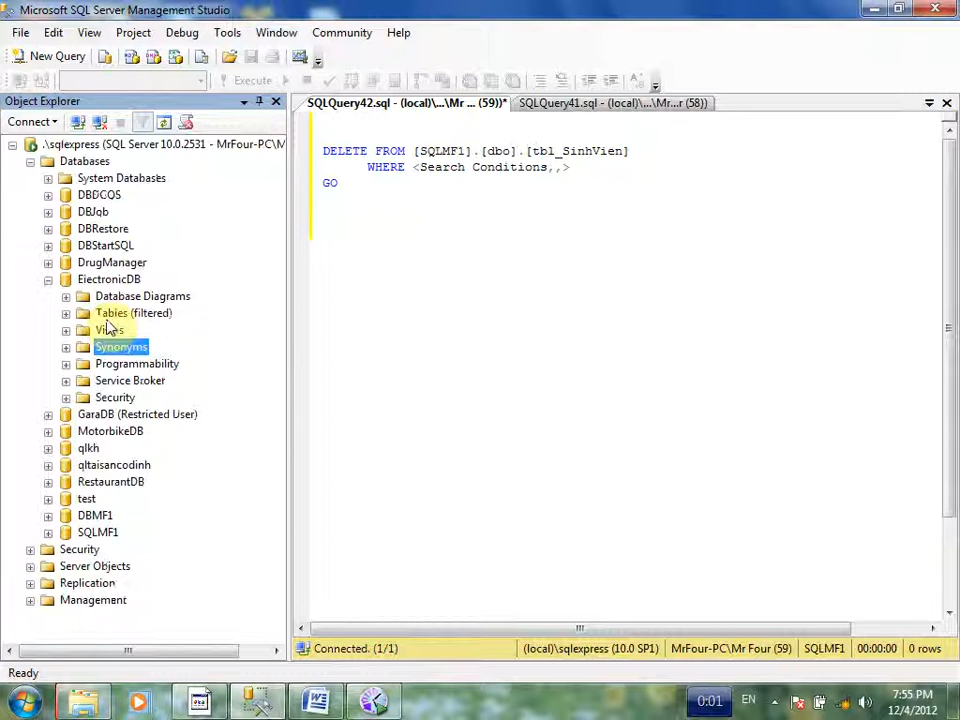 Microsoft SQL Server Management Studio
File Edit View Project Debug Tools Window Community Help
New Query
Execute
Object Explorer
SQLQuery42.sql - (local)\...\Mr ... (59))* SQLQuery41.sql - (local)\...\Mr...r (58))
Connect
.\sqlexpress (SQL Server 10.0.2531 - MrFour-PC\M
Databases
System Databases
DBDCOS
DBJob
DBRestore
DBStartSQL
DrugManager
ElectronicDB
Database Diagrams
Tables (filtered)
Views
Synonyms
Programmability
Service Broker
Security
GaraDB (Restricted User)
MotorbikeDB
qlkh
qltaisancodinh
RestaurantDB
test
DBMF1
SQLMF1
Security
Server Objects
Replication
Management
DELETE FROM [SQLMF1].[dbo].[tbl_SinhVien]
WHERE <Search Conditions,,>
GO
Connected. (1/1) (local)\sqlexpress (10.0 SP1) MrFour-PC\Mr Four (59) SQLMF1 00:00:00 0 rows
Ready
0:01 EN 7:55 PM
12/4/2012